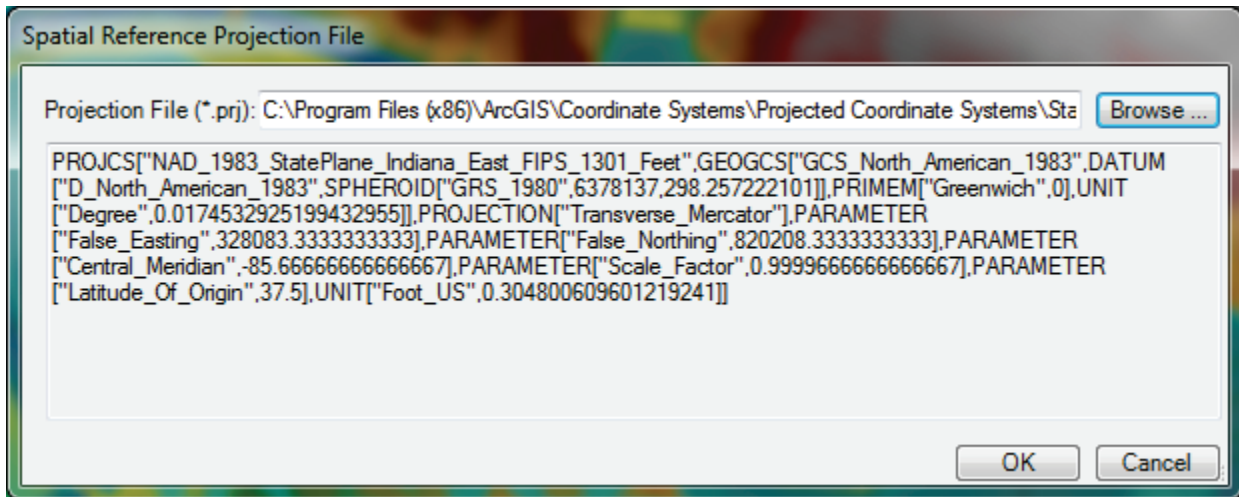 Spatial Reference Projection File
Projection File (*.prj): C:\Program Files (x86)\ArcGIS\Coordinate Systems\Projected Coordinate Systems\Sta Browse ...
PROJCS["NAD_1983_StatePlane_Indiana_East_FIPS_1301_Feet",GEOGCS["GCS_North_American_1983",DATUM
["D_North_American_1983",SPHEROID["GRS_1980",6378137,298.257222101]],PRIMEM["Greenwich",0],UNIT
["Degree",0.0174532925199432955]],PROJECTION["Transverse_Mercator"],PARAMETER
["False_Easting",328083.3333333333],PARAMETER["False_Northing",820208.3333333333],PARAMETER
["Central_Meridian",-85.66666666666667],PARAMETER["Scale_Factor",0.9999666666666667],PARAMETER
["Latitude_Of_Origin",37.5],UNIT["Foot_US",0.304800609601219241]]
OK Cancel